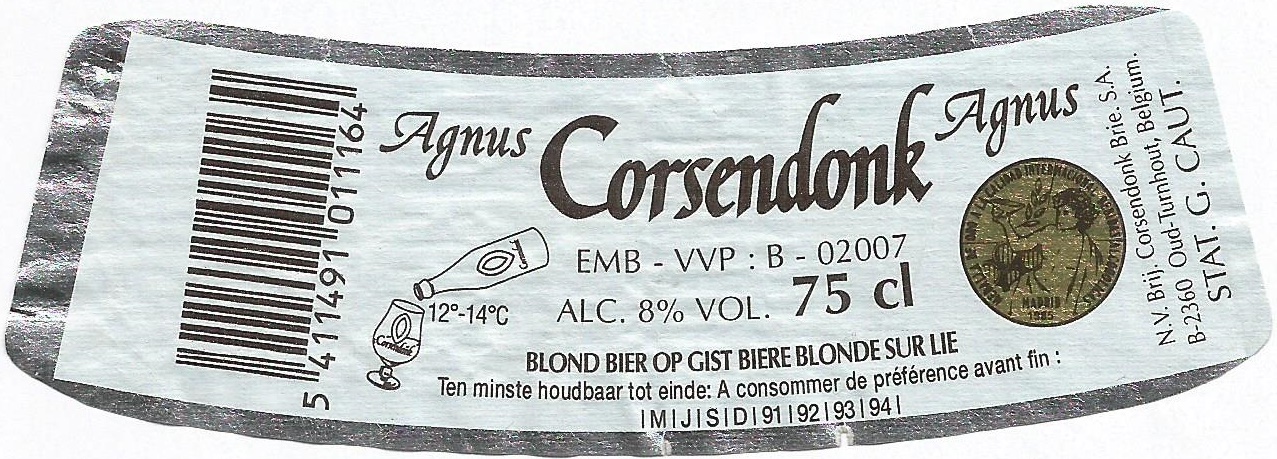 5 411491 011164
Agnus Corsendonk Agnus
EMB - VVP : B - 02007
ALC. 8% VOL. 75 cl
12°-14°C
BLOND BIER OP GIST BIERE BLONDE SUR LIE
Ten minste houdbaar tot einde: A consommer de préférence avant fin :
|M|J|S|D|91|92|93|94|
MADRID
N.V. Brij. Corsendonk Brie. S.A.
B-2360 Oud-Turnhout, Belgium.
STAT. G. CAUT.